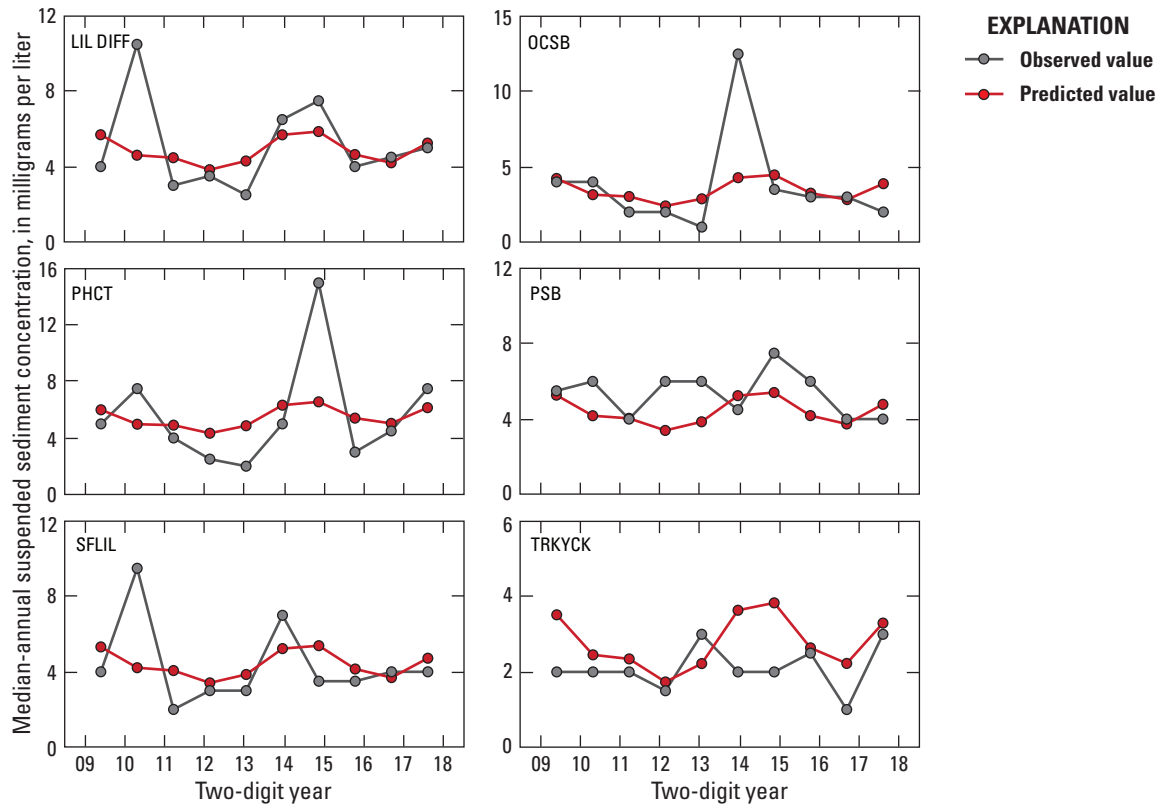 Median-annual suspended sediment concentration, in milligrams per liter
LIL DIFF
12
8
4
0
OCSB
15
10
5
0
EXPLANATION
Observed value
Predicted value
PHCT
16
12
8
4
0
PSB
12
8
4
0
SFLIL
12
8
4
0
09 10 11 12 13 14 15 16 17 18
Two-digit year
TRKYCK
6
4
2
0
09 10 11 12 13 14 15 16 17 18
Two-digit year